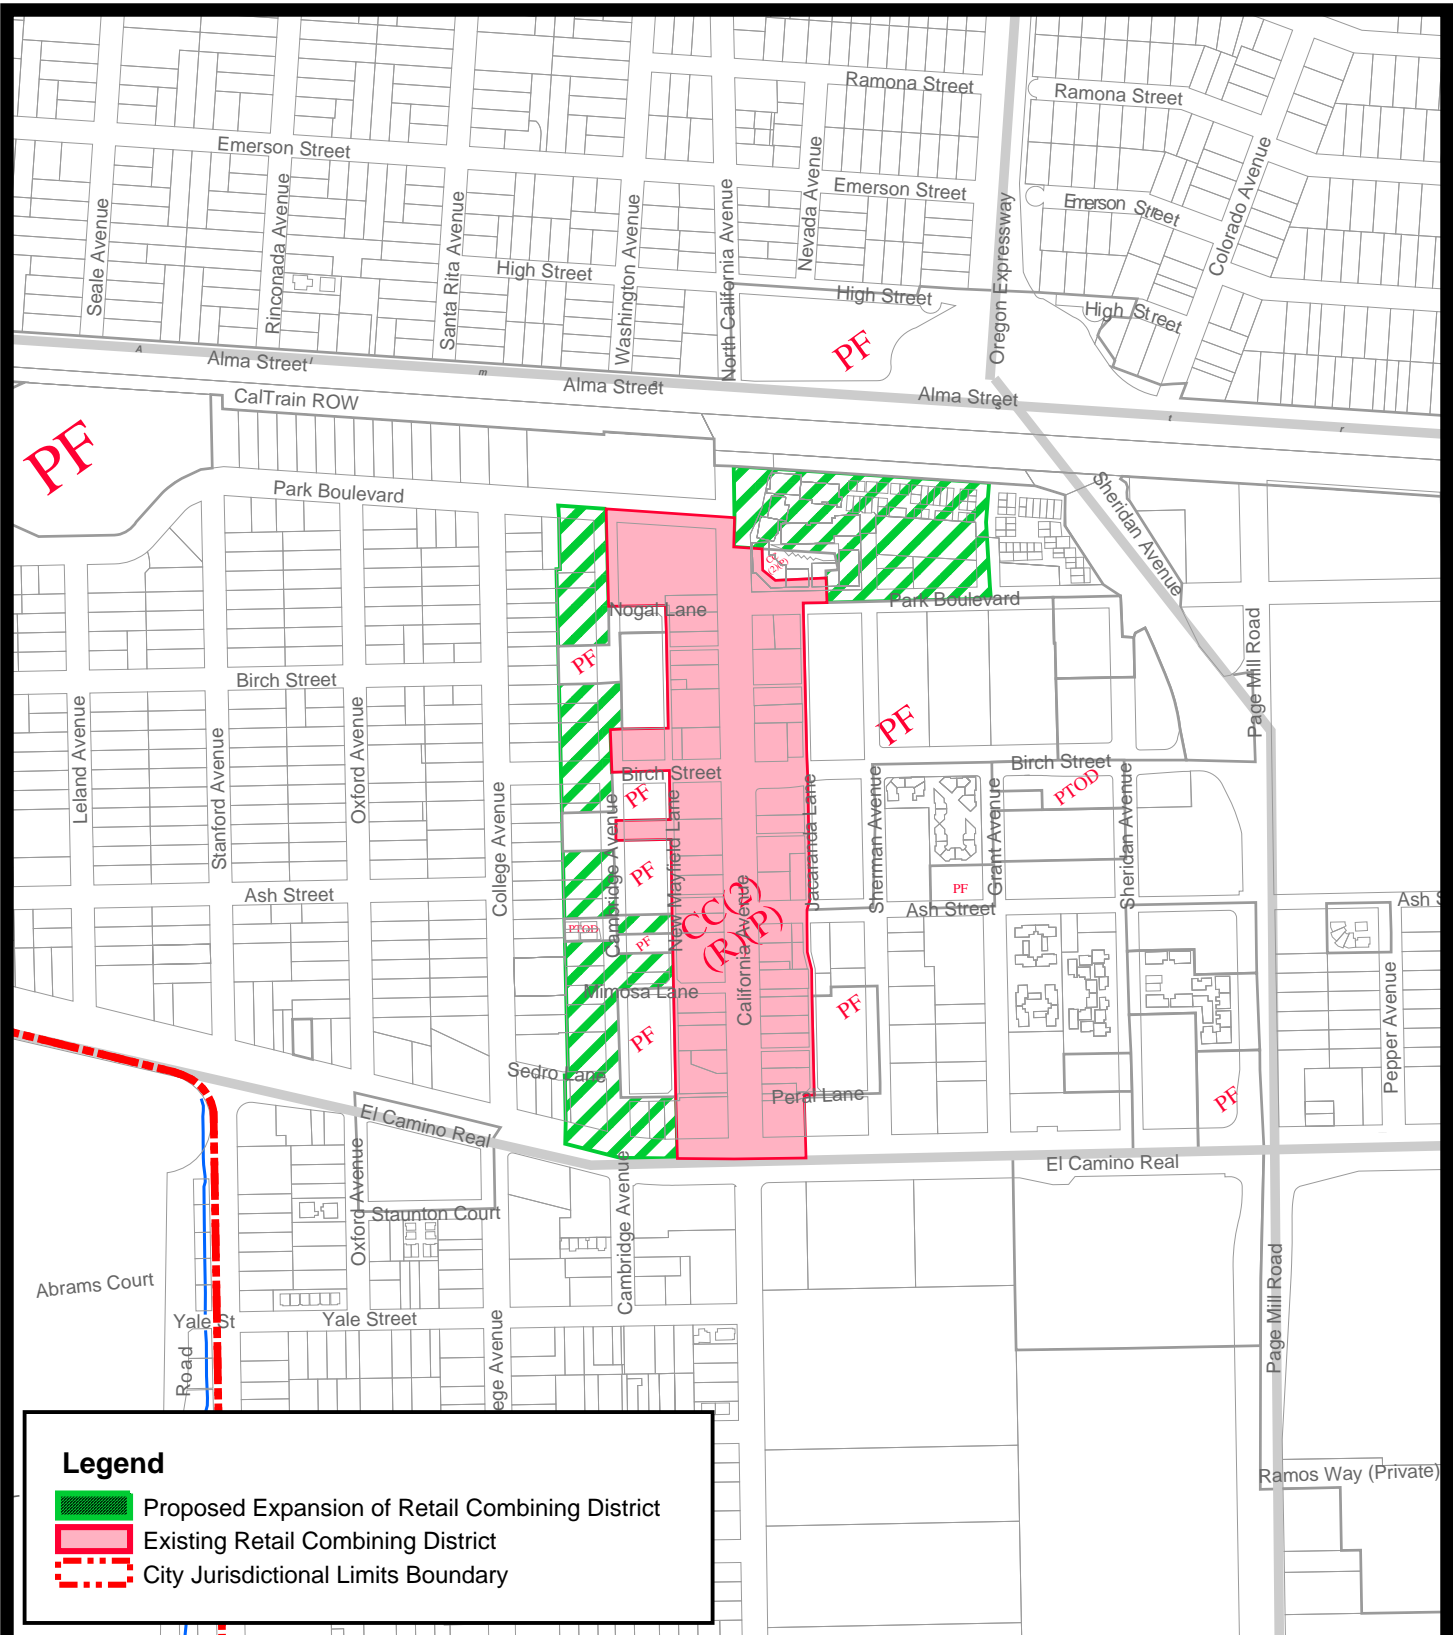 Ramona Street
Ramona Street
Emerson Street
Emerson Street
Emerson Street
Seale Avenue
Rinconada Avenue
Santa Rita Avenue
Washington Avenue
North California Avenue
Nevada Avenue
Oregon Expressway
Colorado Avenue
High Street
High Street
High Street
PF
A
l
m
a
s
t
r
Alma Street
Alma Street
Alma Street
CalTrain ROW
PF
Park Boulevard
Sheridan Avenue
CC
(2)(P)
Park Boulevard
Nogal Lane
PF
Birch Street
Page Mill Road
PF
Leland Avenue
Stanford Avenue
Oxford Avenue
College Avenue
Birch Street
Birch Street
PF
PTOD
Cambridge Avenue
New Mayfield Lane
Jacaranda Lane
Sherman Avenue
Grant Avenue
Sheridan Avenue
PF
PF
Ash Street
Ash Street
Ash S
CC(2)
(R)(P)
California Avenue
PTOD
PF
Mimosa Lane
PF
PF
Pepper Avenue
Sedro Lane
Peral Lane
PF
El Camino Real
El Camino Real
Oxford Avenue
Cambridge Avenue
Staunton Court
Abrams Court
Yale St
Yale Street
Page Mill Road
Road
ege Avenue
Ramos Way (Private)
Legend
Proposed Expansion of Retail Combining District
Existing Retail Combining District
City Jurisdictional Limits Boundary